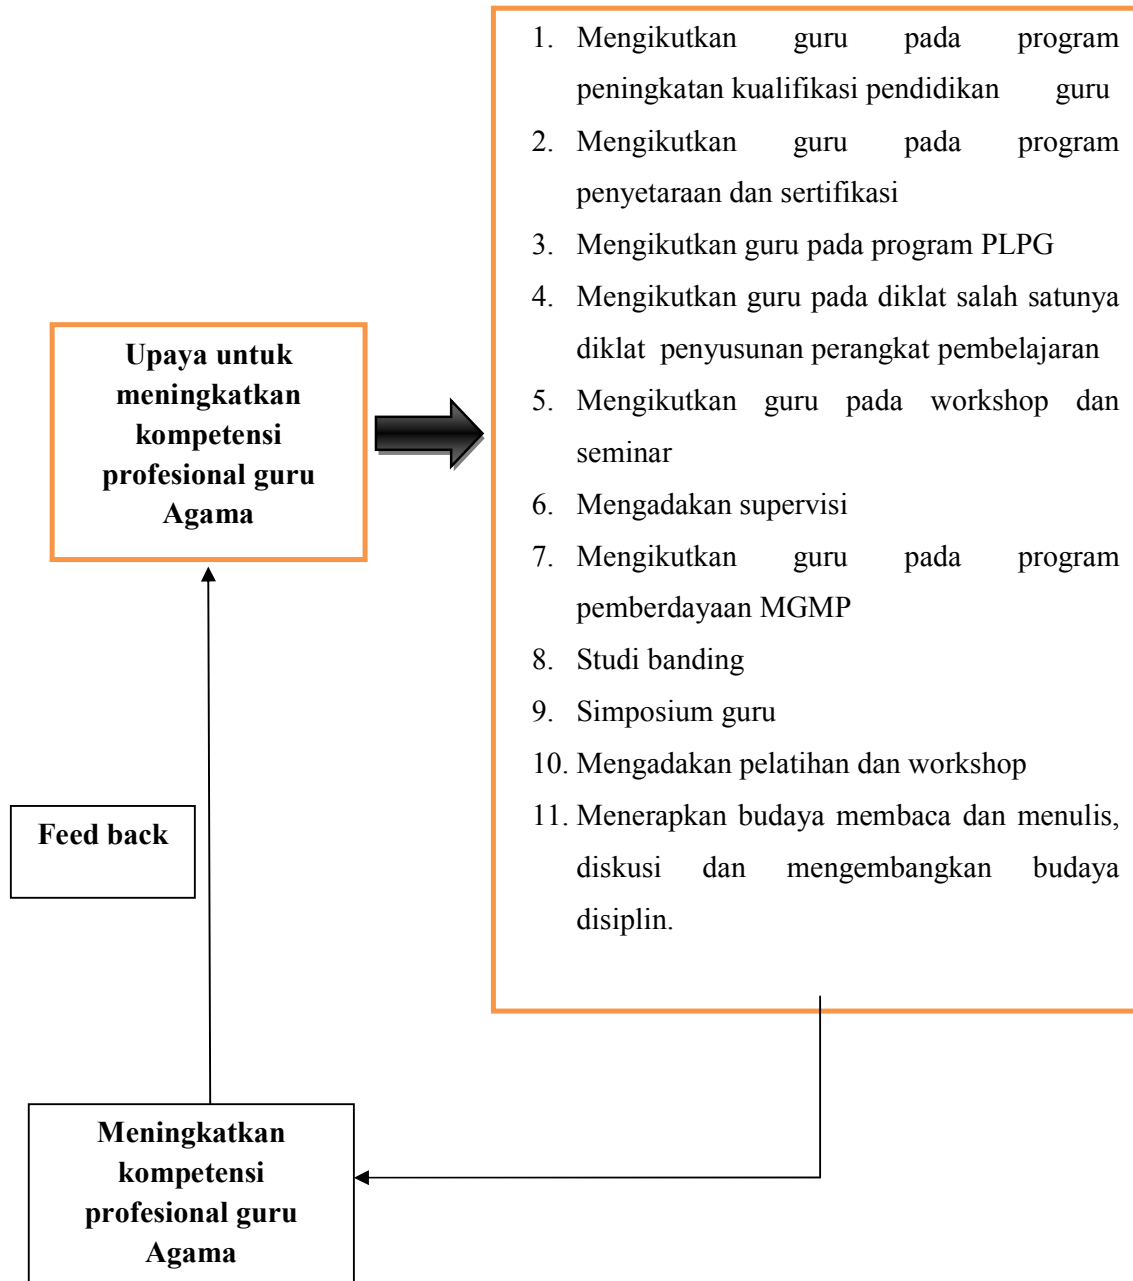 1. Mengikutkan guru pada program
peningkatan kualifikasi pendidikan guru
2. Mengikutkan guru pada program
penyetaraan dan sertifikasi
3. Mengikutkan guru pada program PLPG
4. Mengikutkan guru pada diklat salah satunya
diklat penyusunan perangkat pembelajaran
5. Mengikutkan guru pada workshop dan
seminar
6. Mengadakan supervisi
7. Mengikutkan guru pada program
pemberdayaan MGMP
8. Studi banding
9. Simposium guru
10. Mengadakan pelatihan dan workshop
11. Menerapkan budaya membaca dan menulis,
diskusi dan mengembangkan budaya
disiplin.
Upaya untuk
meningkatkan
kompetensi
profesional guru
Agama
Feed back
Meningkatkan
kompetensi
profesional guru
Agama